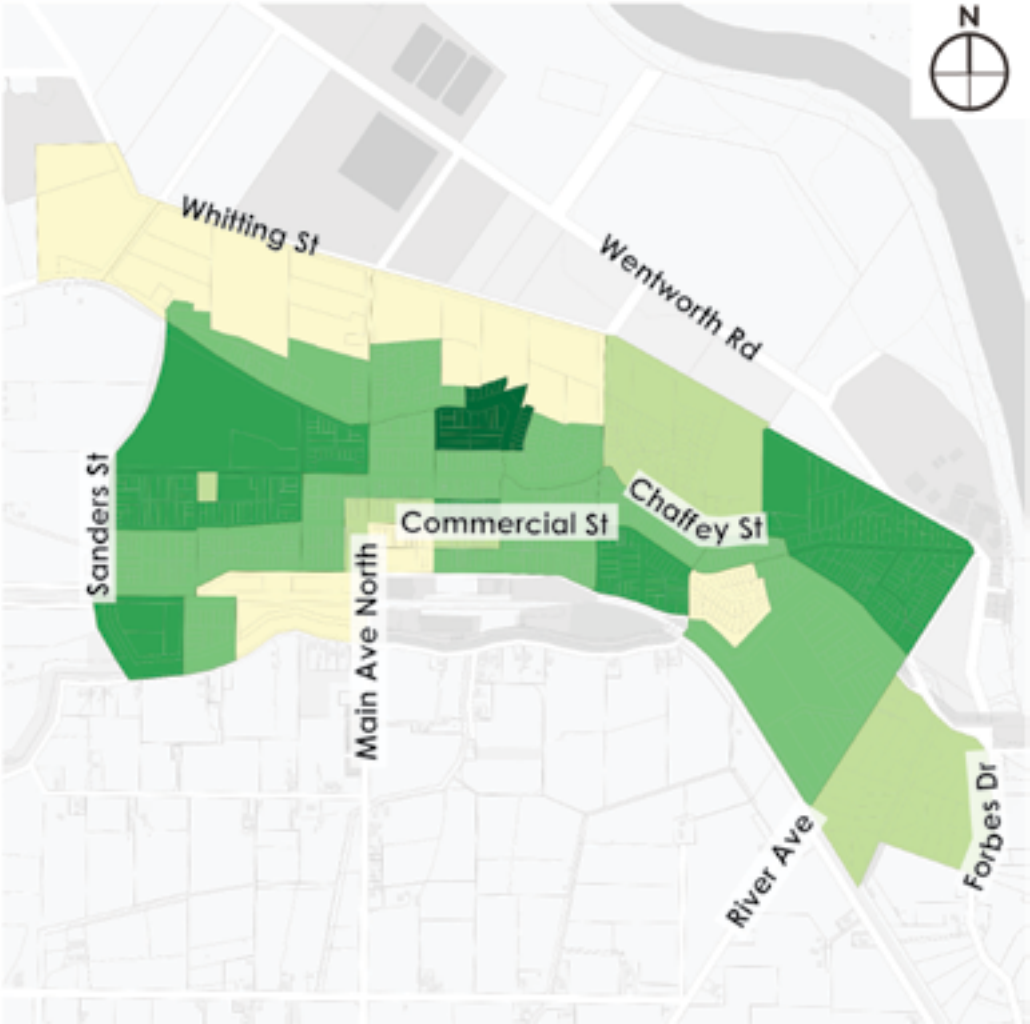 N
Whitting St
Wentworth Rd
Sanders St
Chaffey St
Commercial St
Main Ave North
River Ave
Forbes Dr